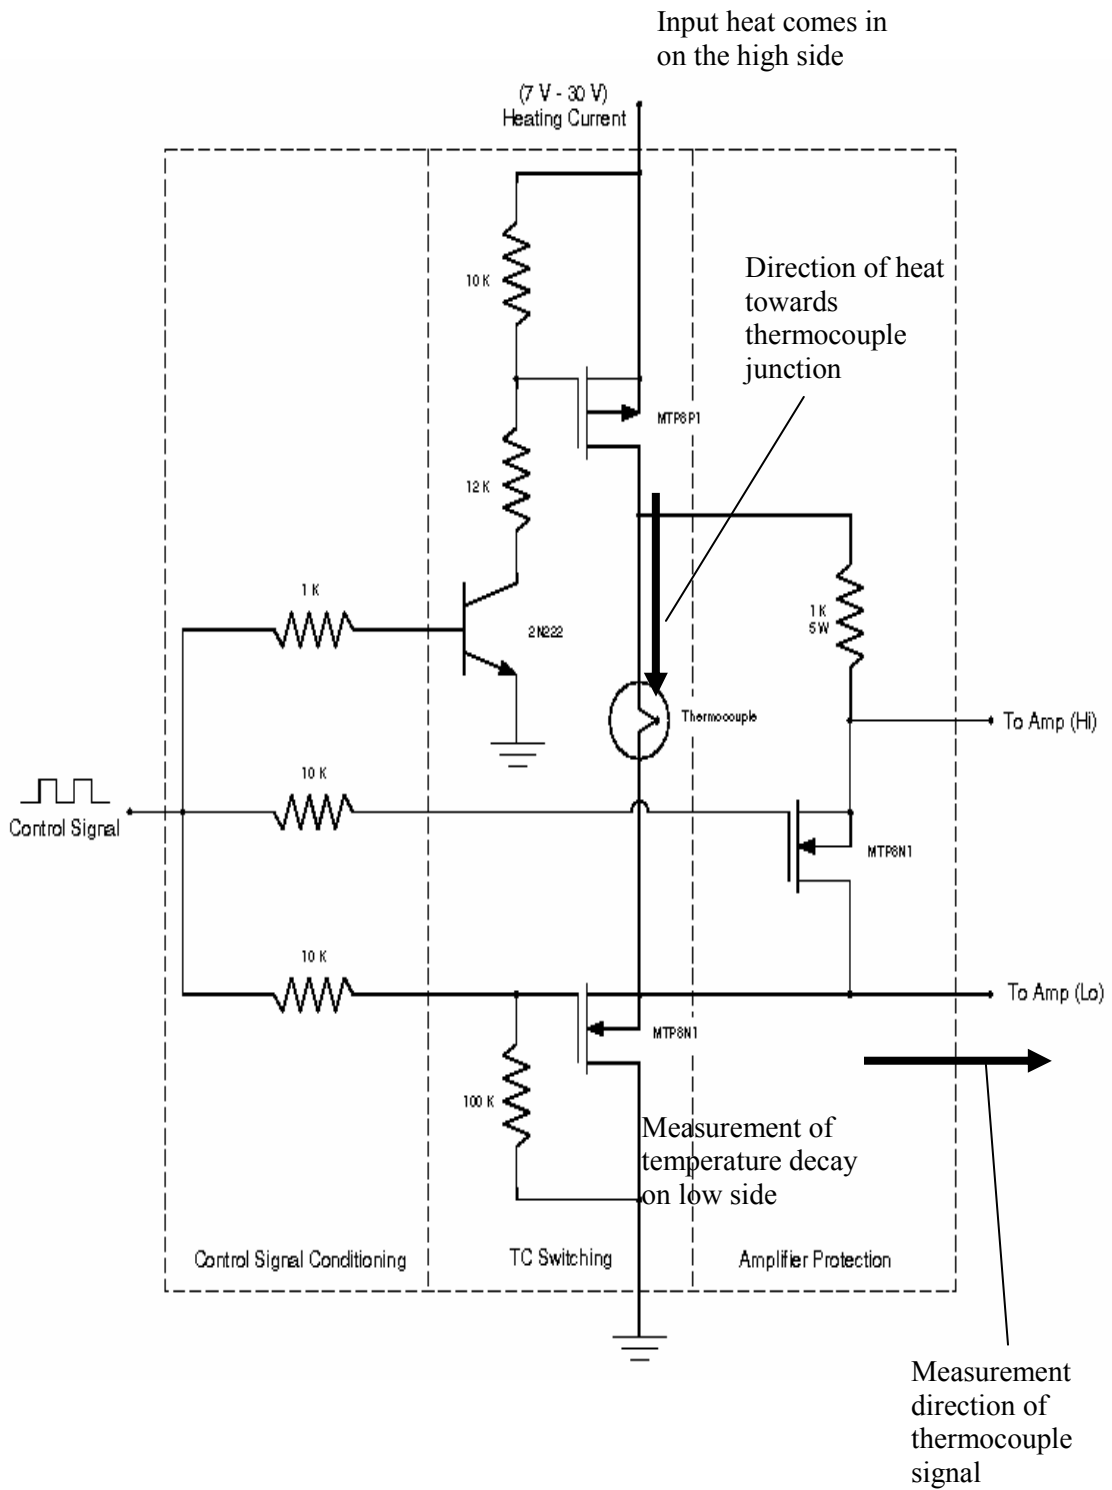 Input heat comes in
on the high side
(7 V - 30 V)
Heating Current
Direction of heat
towards
thermocouple
junction
10 K
MTP8P1
12 K
1 K
2N222
1 K
5W
Thermocouple
To Amp (Hi)
10 K
Control Signal
MTP8N1
10 K
To Amp (Lo)
MTP8N1
100 K
Measurement of
temperature decay
on low side
Control Signal Conditioning
TC Switching
Amplifier Protection
Measurement
direction of
thermocouple
signal